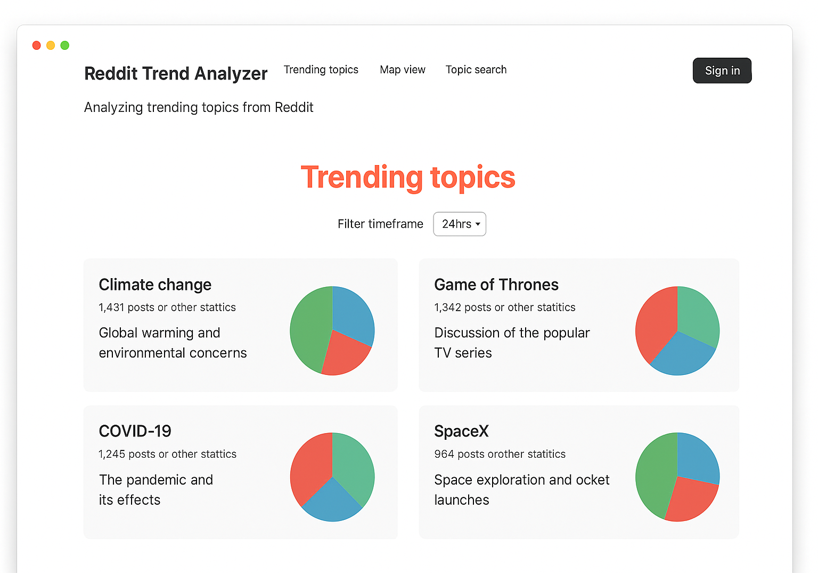 Reddit Trend Analyzer
Trending topics
Map view
Topic search
Sign in
Analyzing trending topics from Reddit
Trending topics
Filter timeframe
24hrs
Climate change
1,431 posts or other stattics
Global warming and
environmental concerns
Game of Thrones
1,342 posts or other statitics
Discussion of the popular
TV series
COVID-19
1,245 posts or other stattics
The pandemic and
its effects
SpaceX
964 posts orother statitics
Space exploration and ocket
launches